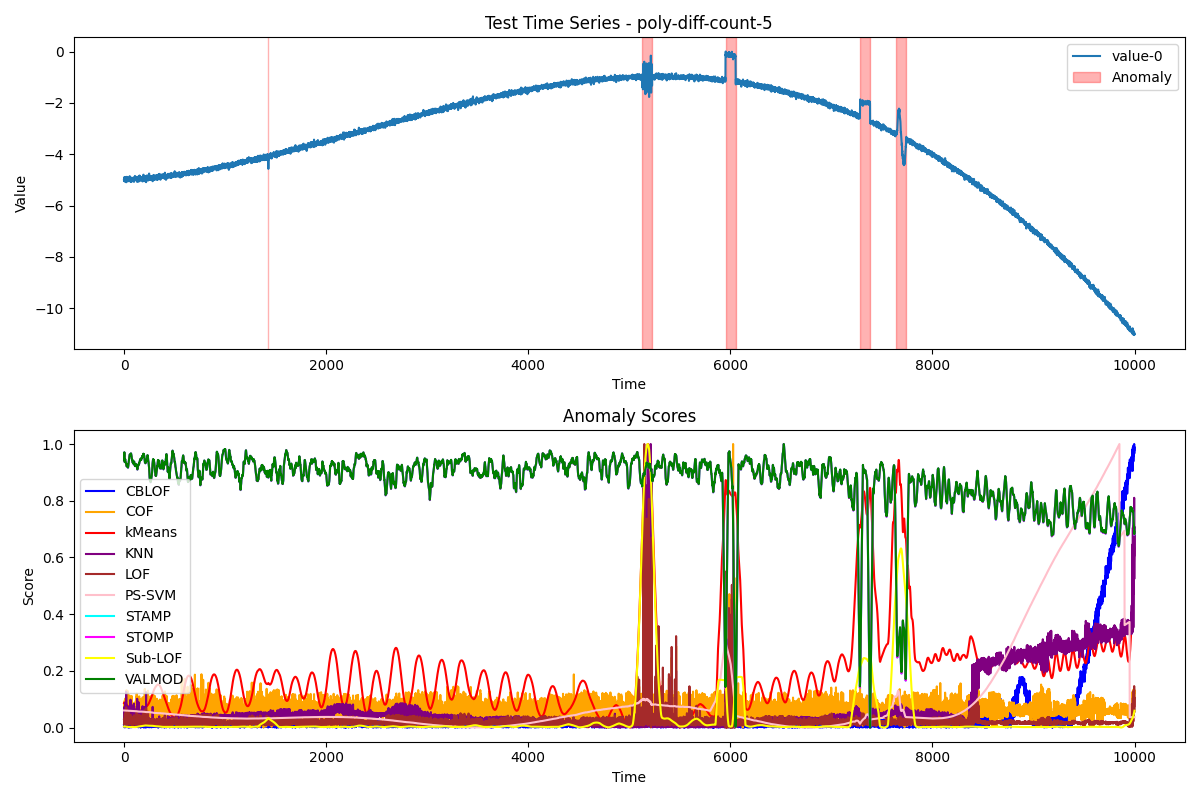 Test Time Series - poly-diff-count-5
0
−2
−4
−6
−8
−10
Value
value-0
Anomaly
0
2000
4000
6000
8000
10000
Time
Anomaly Scores
1.0
0.8
0.6
0.4
0.2
0.0
Score
CBLOF
COF
kMeans
KNN
LOF
PS-SVM
STAMP
STOMP
Sub-LOF
VALMOD
0
2000
4000
6000
8000
10000
Time